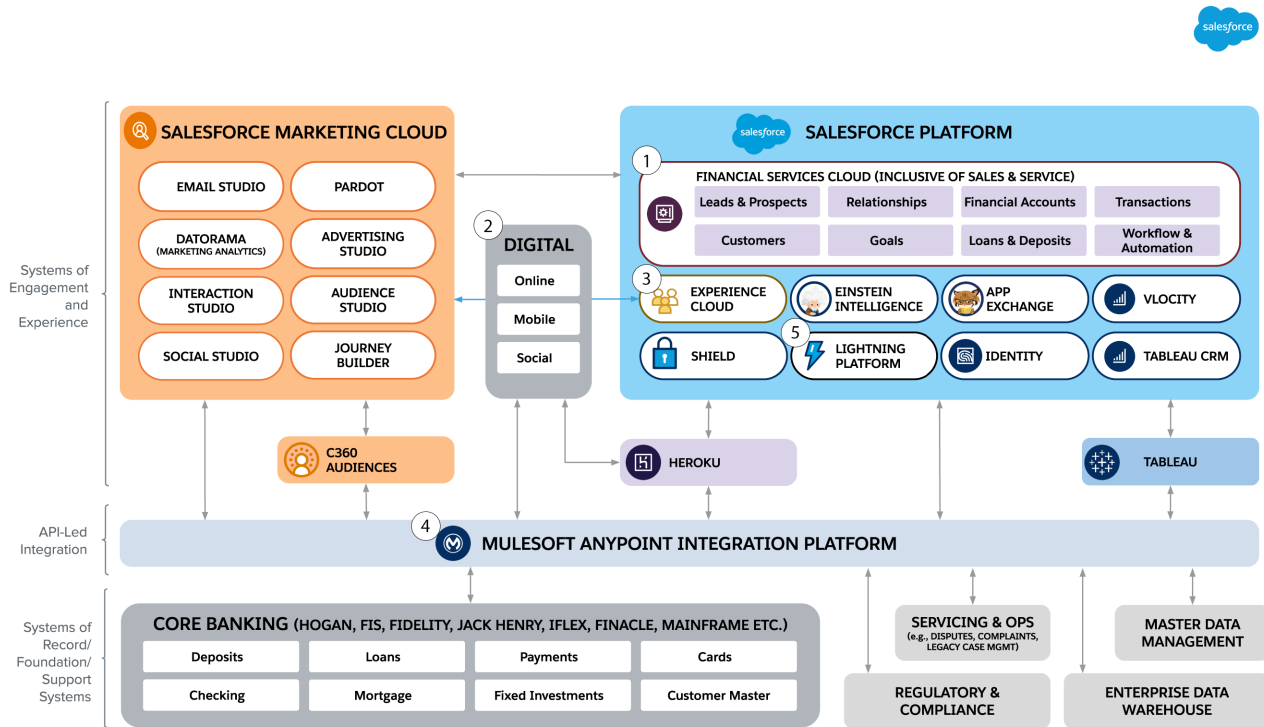 salesforce
Systems of
Engagement
and
Experience
SALESFORCE MARKETING CLOUD
EMAIL STUDIO
PARDOT
DATORAMA
(MARKETING ANALYTICS)
ADVERTISING
STUDIO
INTERACTION
STUDIO
AUDIENCE
STUDIO
SOCIAL STUDIO
JOURNEY
BUILDER
2
DIGITAL
Online
Mobile
Social
salesforce
SALESFORCE PLATFORM
1
FINANCIAL SERVICES CLOUD (INCLUSIVE OF SALES & SERVICE)
Leads & Prospects
Relationships
Financial Accounts
Transactions
Customers
Goals
Loans & Deposits
Workflow &
Automation
3
EXPERIENCE
CLOUD
EINSTEIN
INTELLIGENCE
APP
EXCHANGE
VLOCITY
SHIELD
5
LIGHTNING
PLATFORM
IDENTITY
TABLEAU CRM
C360
AUDIENCES
HEROKU
TABLEAU
API-Led
Integration
4
MULESOFT ANYPOINT INTEGRATION PLATFORM
Systems of
Record/
Foundation/
Support
Systems
CORE BANKING (HOGAN, FIS, FIDELITY, JACK HENRY, IFLEX, FINACLE, MAINFRAME ETC.)
Deposits
Loans
Payments
Cards
Checking
Mortgage
Fixed Investments
Customer Master
SERVICING & OPS
(e.g., DISPUTES, COMPLAINTS,
LEGACY CASE MGMT)
MASTER DATA
MANAGEMENT
REGULATORY &
COMPLIANCE
ENTERPRISE DATA
WAREHOUSE